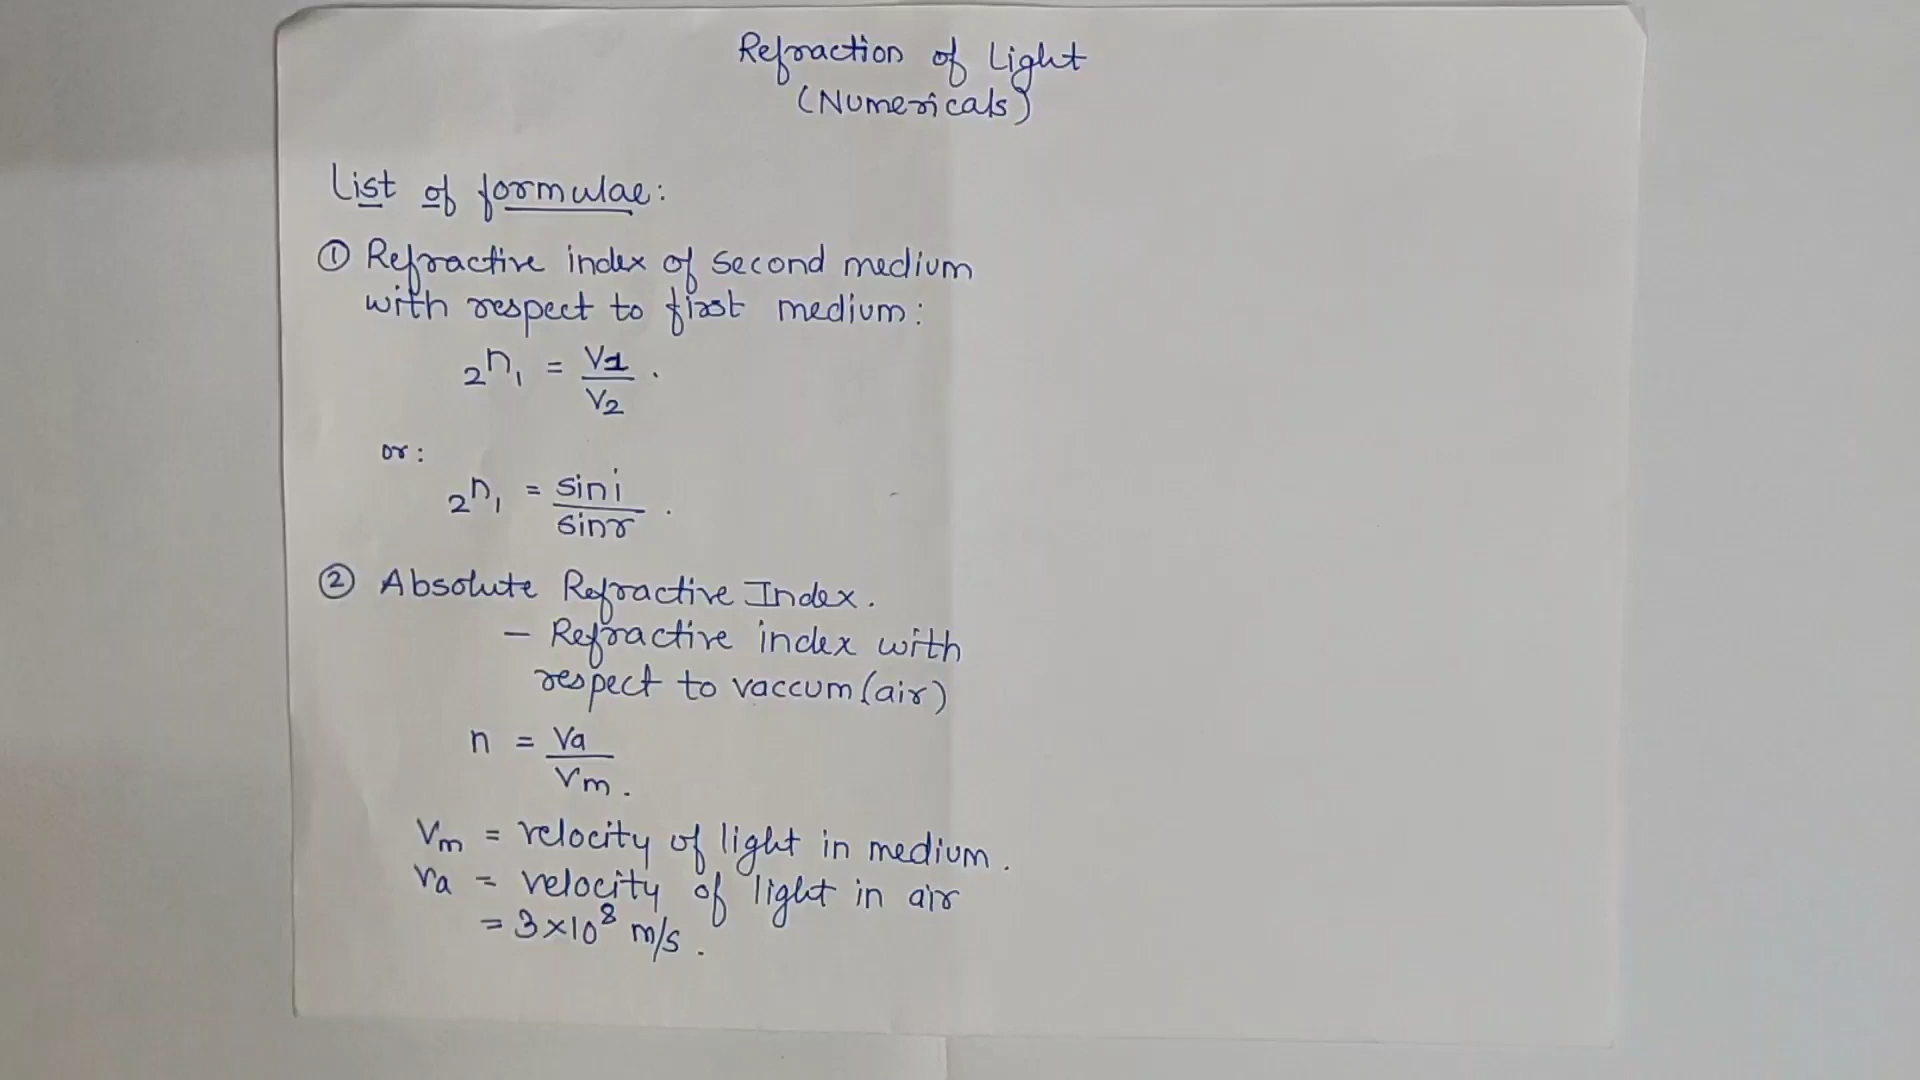 Refraction of Light
(Numericals)
List of formulae:
① Refractive index of second medium
with respect to first medium:
₂n₁ = v1/v2 .
or:
₂n₁ = sini/sinr .
② Absolute Refractive Index.
– Refractive index with
respect to vaccum (air)
n = va/vm .
Vm = velocity of light in medium .
va = velocity of light in air
= 3×10⁸ m/s .